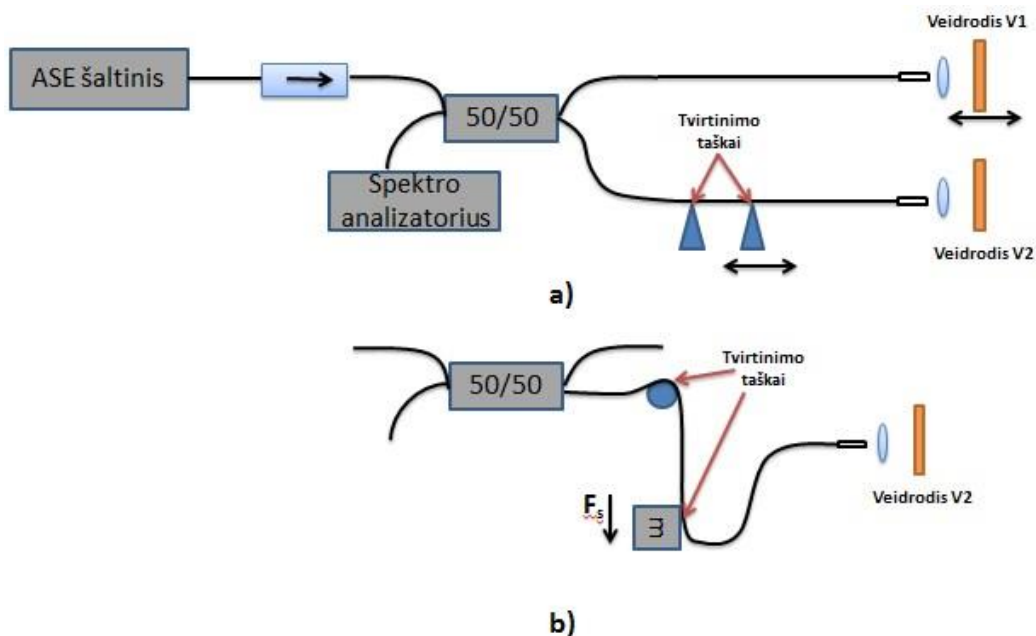 Veidrodis V1
ASE šaltinis
50/50
Tvirtinimo
taškai
Spektro
analizatorius
Veidrodis V2
a)
50/50
Tvirtinimo
taškai
Veidrodis V2
Fs
m
b)